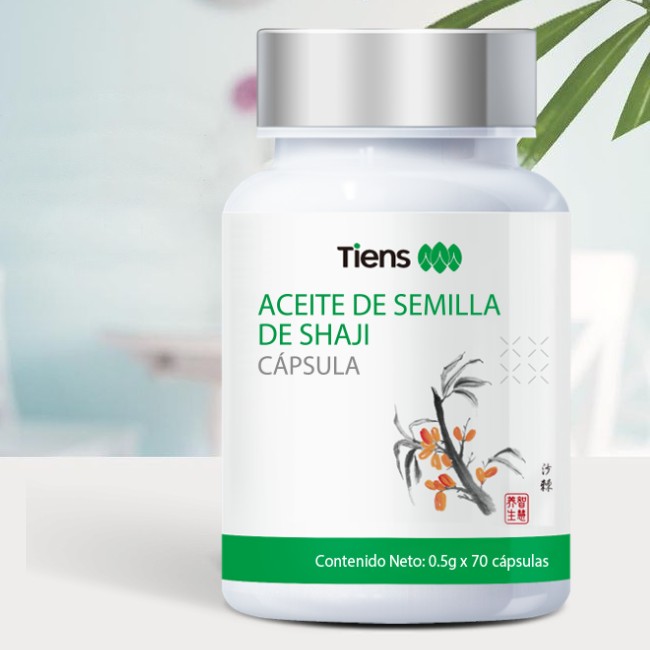 Tiens
ACEITE DE SEMILLA
DE SHAJI
CÁPSULA
沙棘
智慧
养生
Contenido Neto: 0.5g x 70 cápsulas